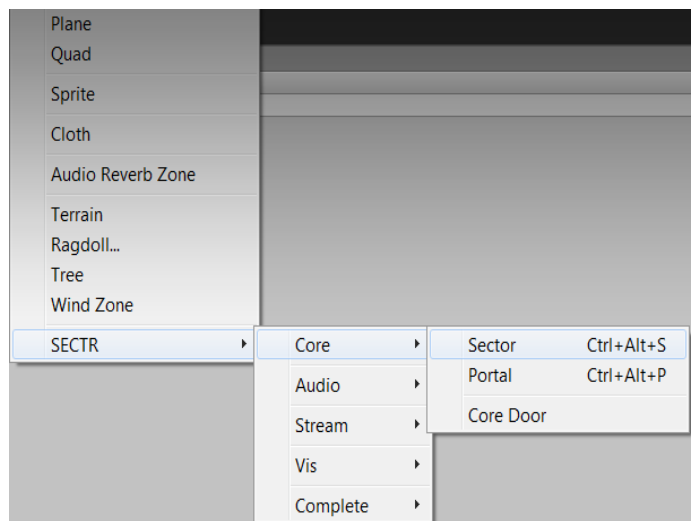 Plane
Quad
Sprite
Cloth
Audio Reverb Zone
Terrain
Ragdoll...
Tree
Wind Zone
SECTR
Core
Audio
Stream
Vis
Complete
Sector Ctrl+Alt+S
Portal Ctrl+Alt+P
Core Door